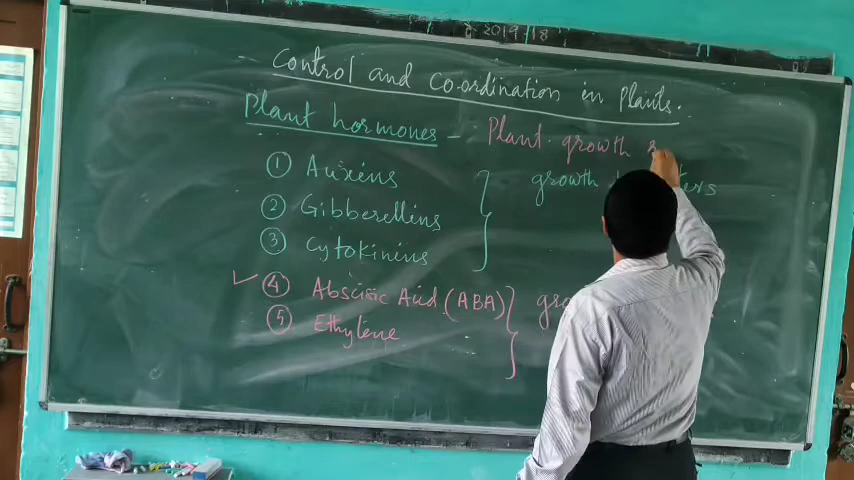 2019/18
Control and Co-ordination in Plants.
Plant hormones - Plant growth
① Auxins
growth
② Gibberellins
③ Cytokinins
✓ ④ Abscisic Acid (ABA)
⑤ Ethylene